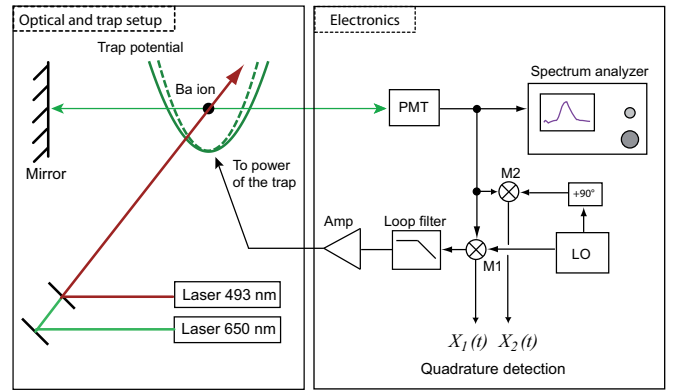 Optical and trap setup
Electronics
Trap potential
Ba ion
Mirror
To power
of the trap
Laser 493 nm
Laser 650 nm
PMT
Spectrum analyzer
M2
+90°
Amp
Loop filter
M1
LO
X1(t) X2(t)
Quadrature detection